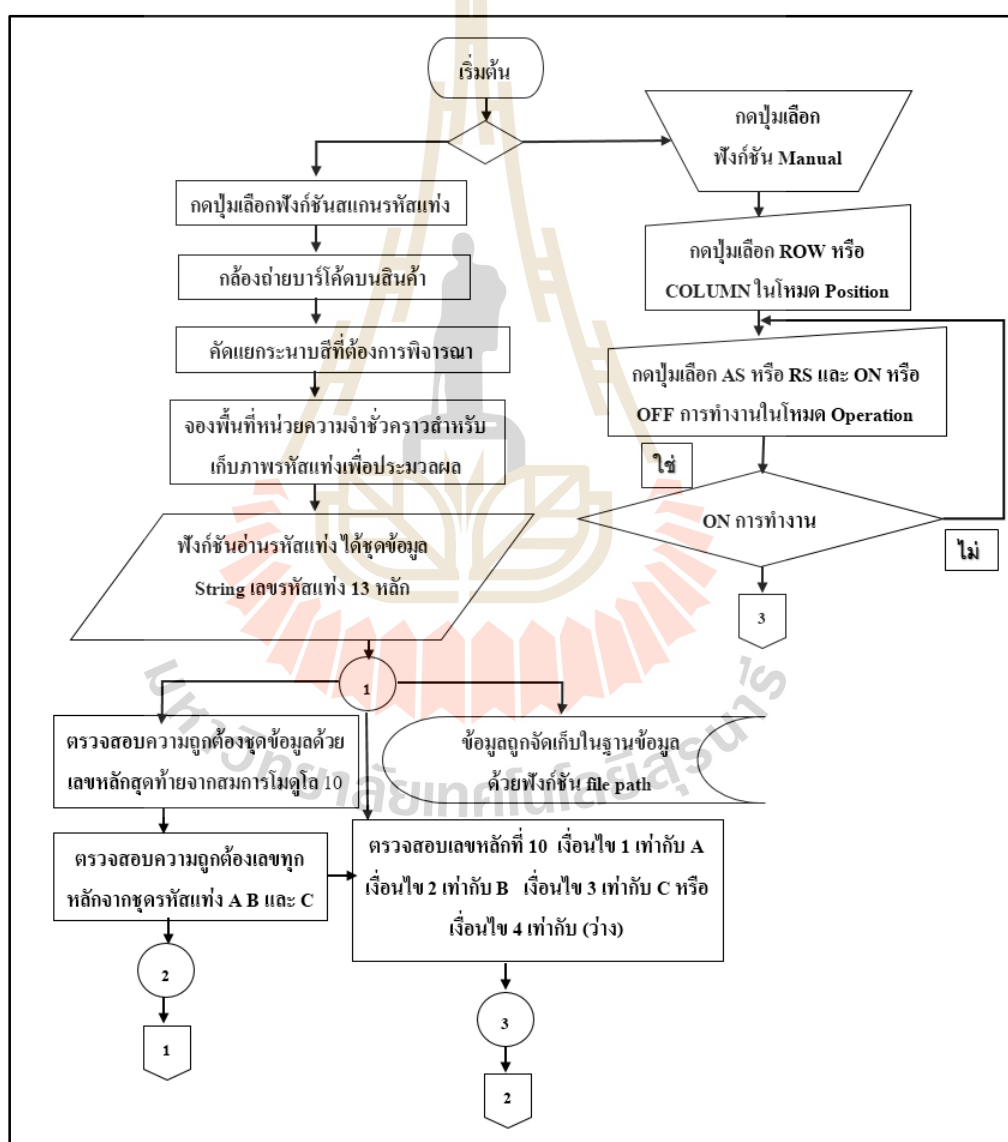 เริ่มต้น
กดปุ่มเลือก
ฟังก์ชัน Manual
กดปุ่มเลือกฟังก์ชันสแกนรหัสแท่ง
กดปุ่มเลือก ROW หรือ
COLUMN ในโหมด Position
กล้องถ่ายบาร์โค้ดบนสินค้า
คัดแยกระนาบสีที่ต้องการพิจารณา
กดปุ่มเลือก AS หรือ RS และ ON หรือ
OFF การทำงานในโหมด Operation
จองพื้นที่หน่วยความจำชั่วคราวสำหรับ
เก็บภาพรหัสแท่งเพื่อประมวลผล
ใช่
ON การทำงาน
ไม่
ฟังก์ชันอ่านรหัสแท่ง ได้ชุดข้อมูล
String เลขรหัสแท่ง 13 หลัก
3
1
ตรวจสอบความถูกต้องชุดข้อมูลด้วย
เลขหลักสุดท้ายจากสมการโมดูโล 10
ข้อมูลถูกจัดเก็บในฐานข้อมูล
ด้วยฟังก์ชัน file path
มหาวิทยาลัยเทคโนโลยีสุรนารี
ตรวจสอบความถูกต้องเลขทุก
หลักจากชุดรหัสแท่ง A B และ C
ตรวจสอบเลขหลักที่ 10 เงื่อนไข 1 เท่ากับ A
เงื่อนไข 2 เท่ากับ B เงื่อนไข 3 เท่ากับ C หรือ
เงื่อนไข 4 เท่ากับ (ว่าง)
2
3
1
2